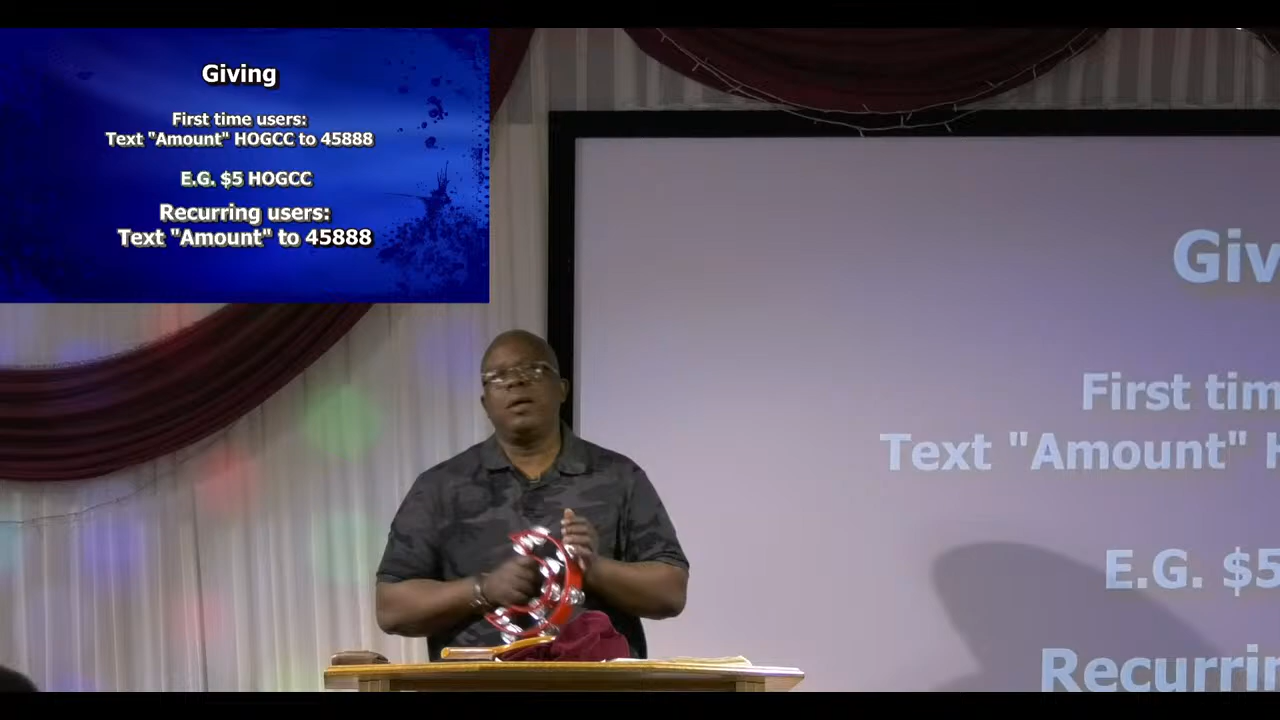 Giving
First time users:
Text "Amount" HOGCC to 45888
E.G. $5 HOGCC
Recurring users:
Text "Amount" to 45888
Giv
First tim
Text "Amount" H
E.G. $5
Recurrin